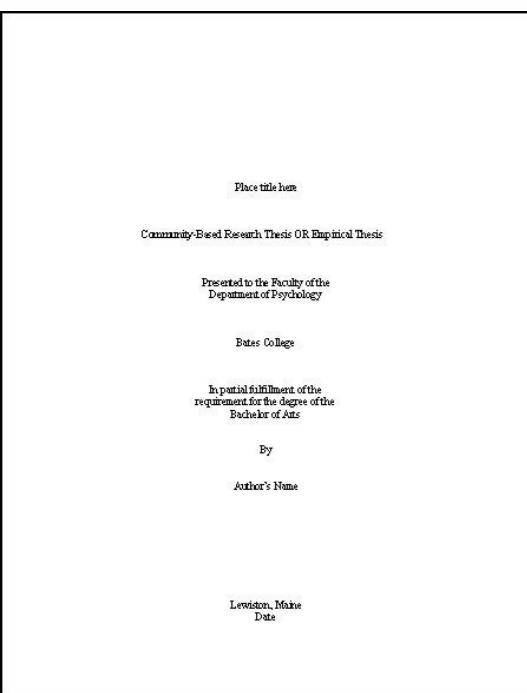 Place title here
Community-Based Research Thesis OR Empirical Thesis
Presented to the Faculty of the
Department of Psychology
Bates College
In partial fulfillment of the
requirement for the degree of the
Bachelor of Arts
By
Author's Name
Lewiston, Maine
Date